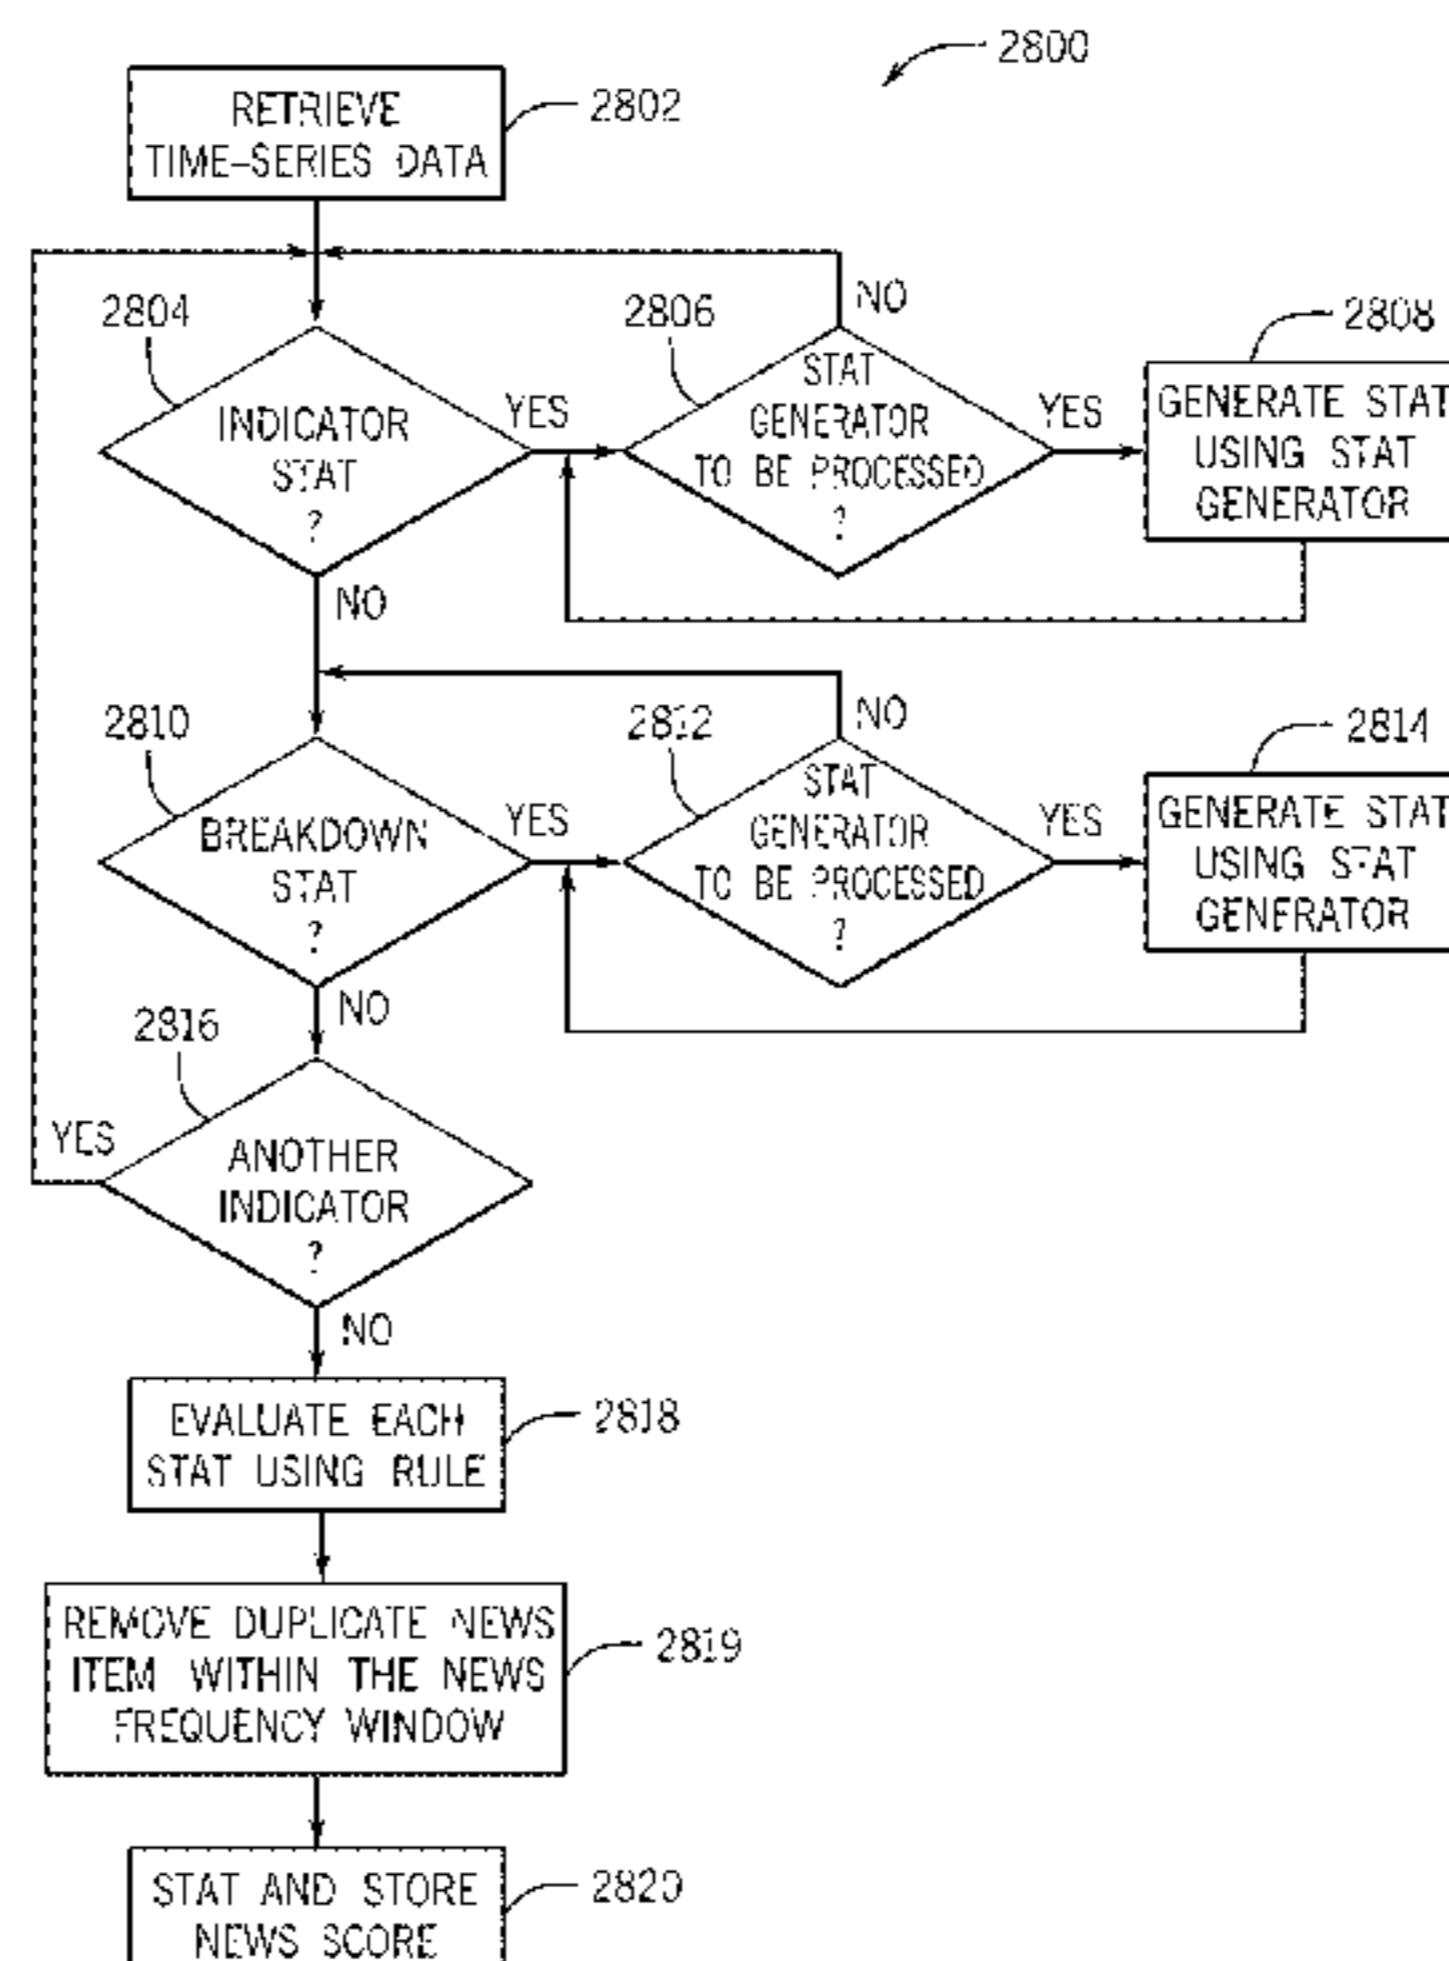 2800
RETRIEVE
TIME-SERIES DATA
2802
2804
INDICATOR
STAT
?
YES
NO
2806
STAT
GENERATOR
TO BE PROCESSED
?
NO
YES
2808
GENERATE STAT
USING STAT
GENERATOR
2810
BREAKDOWN
STAT
?
YES
NO
2812
STAT
GENERATOR
TO BE PROCESSED
?
NO
YES
2814
GENERATE STAT
USING STAT
GENERATOR
2816
ANOTHER
INDICATOR
?
YES
NO
EVALUATE EACH
STAT USING RULE
2818
REMOVE DUPLICATE NEWS
ITEM WITHIN THE NEWS
FREQUENCY WINDOW
2819
STAT AND STORE
NEWS SCORE
2820